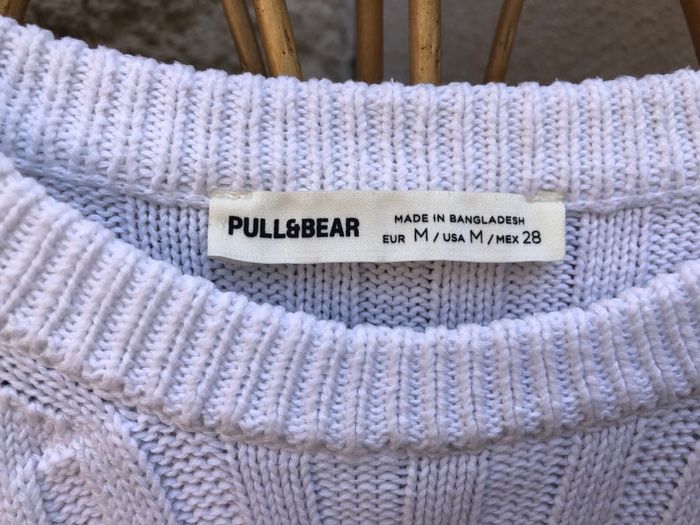 PULL&BEAR
MADE IN BANGLADESH
EUR M / USA M / MEX 28